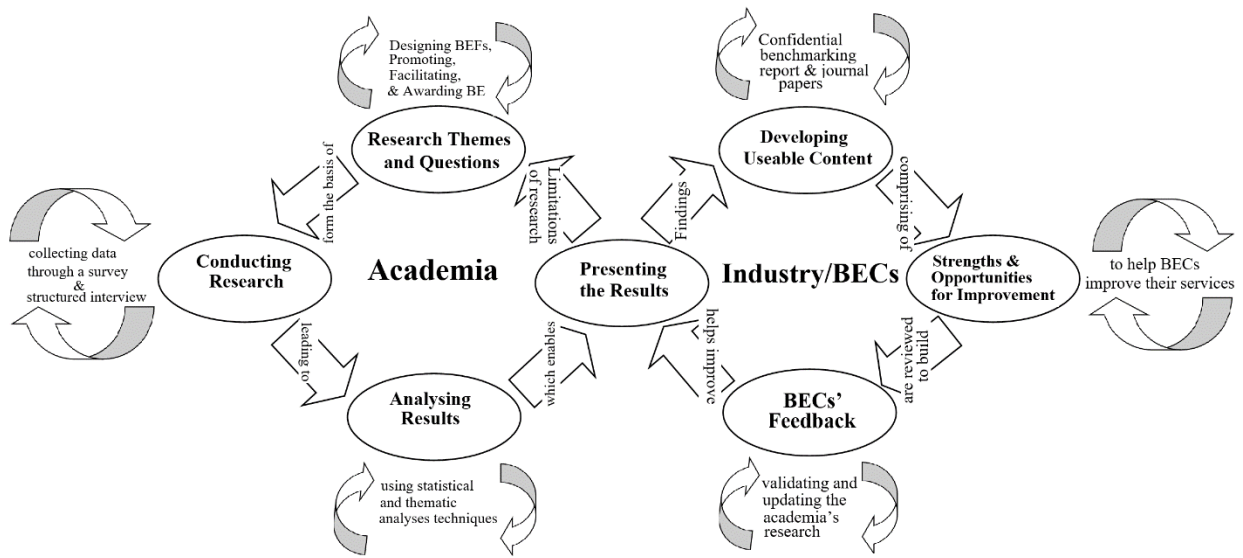 Designing BEFs,
Promoting,
Facilitating,
& Awarding BE
Research Themes
and Questions
form the basis of
collecting data
through a survey
&
structured interview
Conducting
Research
Academia
leading to
Analysing
Results
using statistical
and thematic
analyses techniques
which enables
Presenting
the Results
Limitations
of research
Findings
Confidential
benchmarking
report & journal
papers
Developing
Useable Content
comprising of
Industry/BECs
Strengths &
Opportunities
for Improvement
to help BECs
improve their services
are reviewed
to build
BECs’
Feedback
validating and
updating the
academia’s
research
helps improve